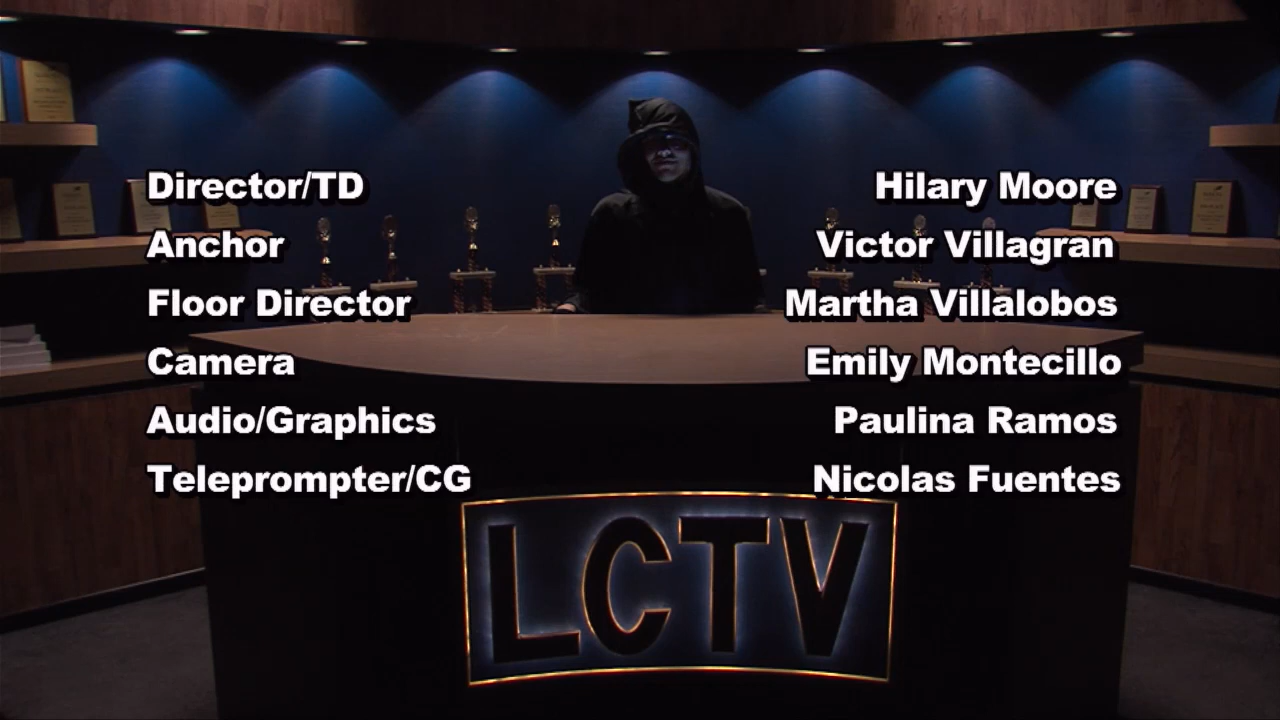 Director/TD Hilary Moore
Anchor Victor Villagran
Floor Director Martha Villalobos
Camera Emily Montecillo
Audio/Graphics Paulina Ramos
Teleprompter/CG Nicolas Fuentes
LCTV